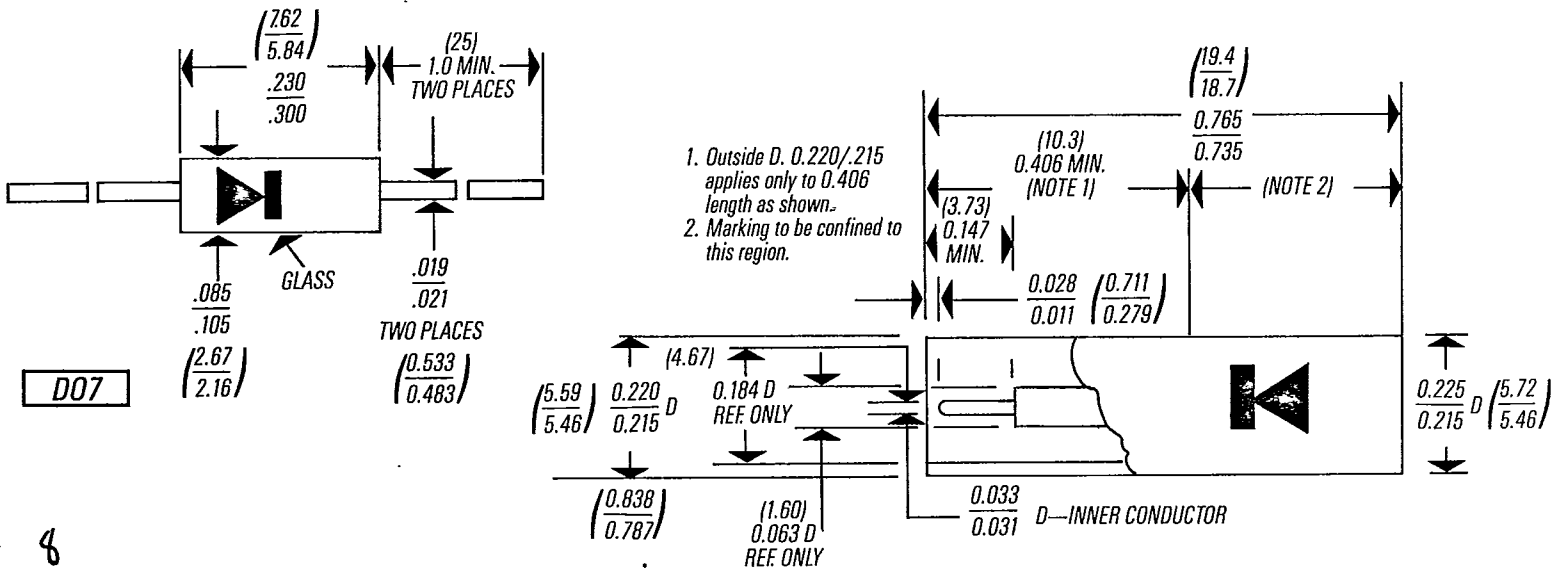 (7.62
5.84)
.230
.300
(25)
1.0 MIN.
TWO PLACES
GLASS
.085
.105
(2.67
2.16)
.019
.021
TWO PLACES
(0.533
0.483)
D07
1. Outside D. 0.220/.215
applies only to 0.406
length as shown.
2. Marking to be confined to
this region.
(19.4
18.7)
0.765
0.735
(10.3)
0.406 MIN.
(NOTE 1)
(NOTE 2)
(3.73)
0.147
MIN.
0.028
0.011
(0.711
0.279)
(5.59
5.46)
0.220
0.215 D
(4.67)
0.184 D
REF. ONLY
0.225
0.215 D
(5.72
5.46)
(0.838
0.787)
(1.60)
0.063 D
REF. ONLY
0.033
0.031 D—INNER CONDUCTOR
8